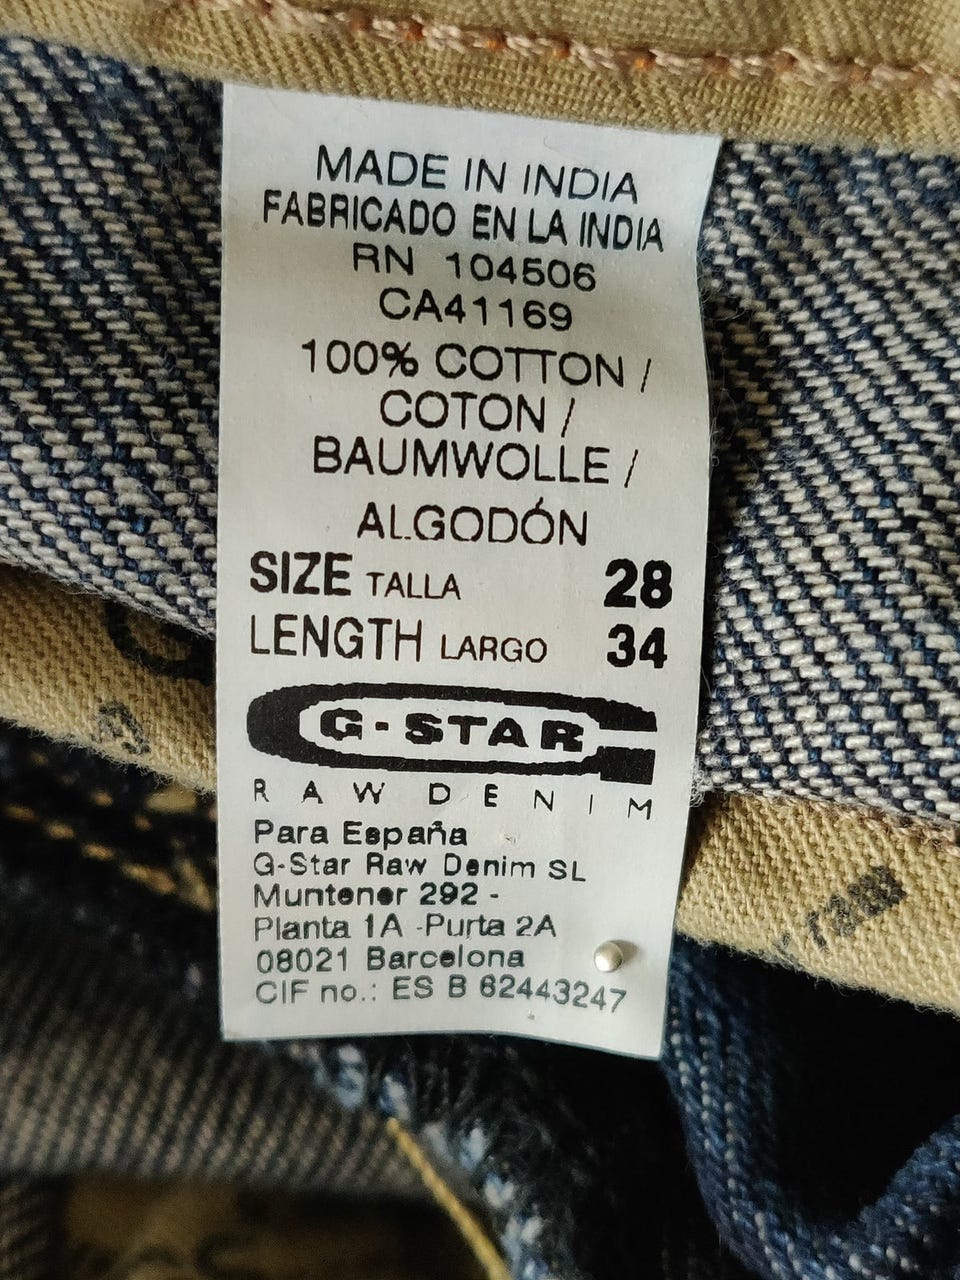 MADE IN INDIA
FABRICADO EN LA INDIA
RN 104506
CA41169
100% COTTON /
COTON /
BAUMWOLLE /
ALGODÓN
SIZE TALLA 28
LENGTH LARGO 34
G-STAR
RAW DENIM
Para España
G-Star Raw Denim SL
Muntener 292 -
Planta 1A -Purta 2A
08021 Barcelona
CIF no.: ES B 62443247
raw